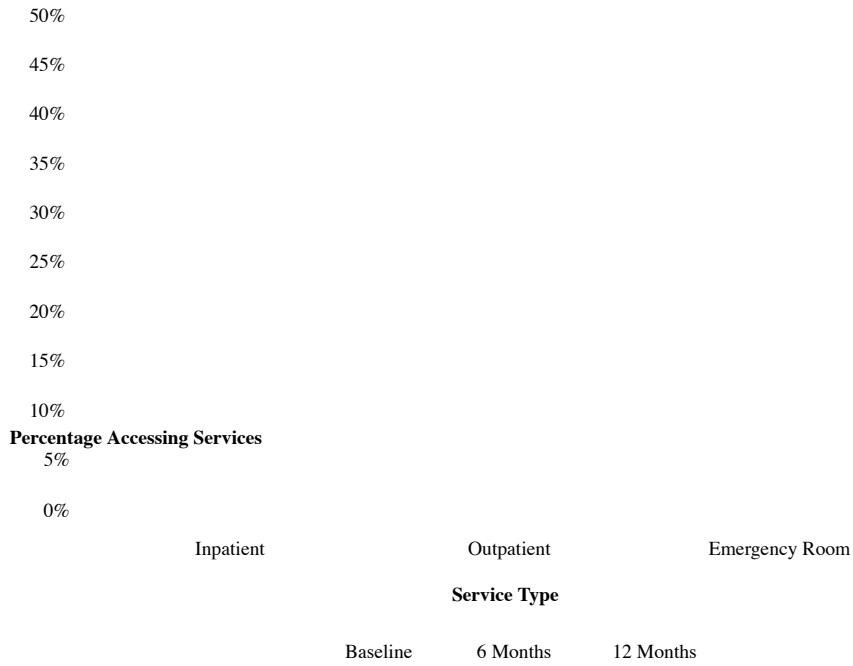 50%
45%
40%
35%
30%
25%
20%
15%
10%
Percentage Accessing Services
5%
0%
Inpatient Outpatient Emergency Room
Service Type
Baseline 6 Months 12 Months